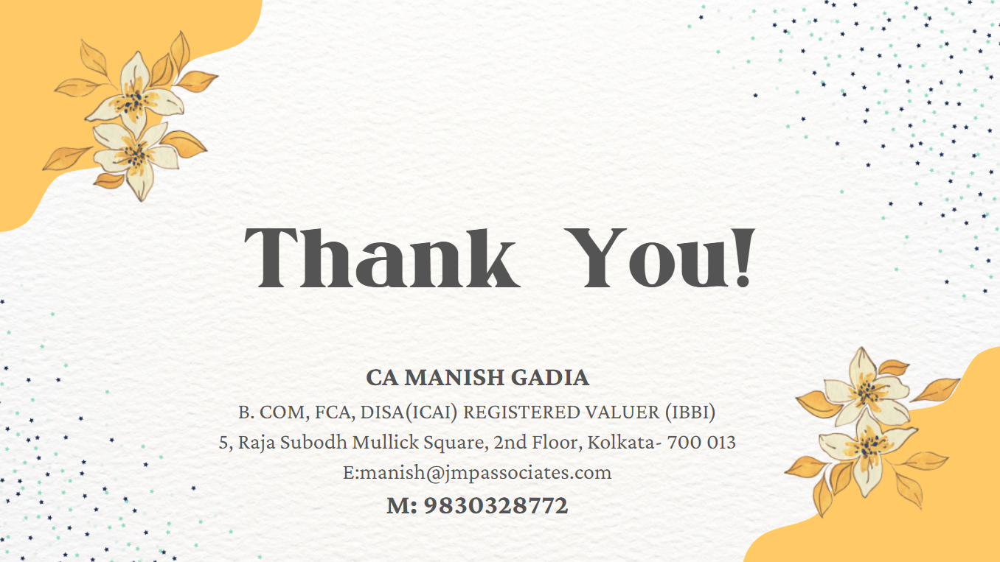 Thank You!
CA MANISH GADIA
B. COM, FCA, DISA(ICAI) REGISTERED VALUER (IBBI)
5, Raja Subodh Mullick Square, 2nd Floor, Kolkata- 700 013
E:manish@jmpassociates.com
M: 9830328772